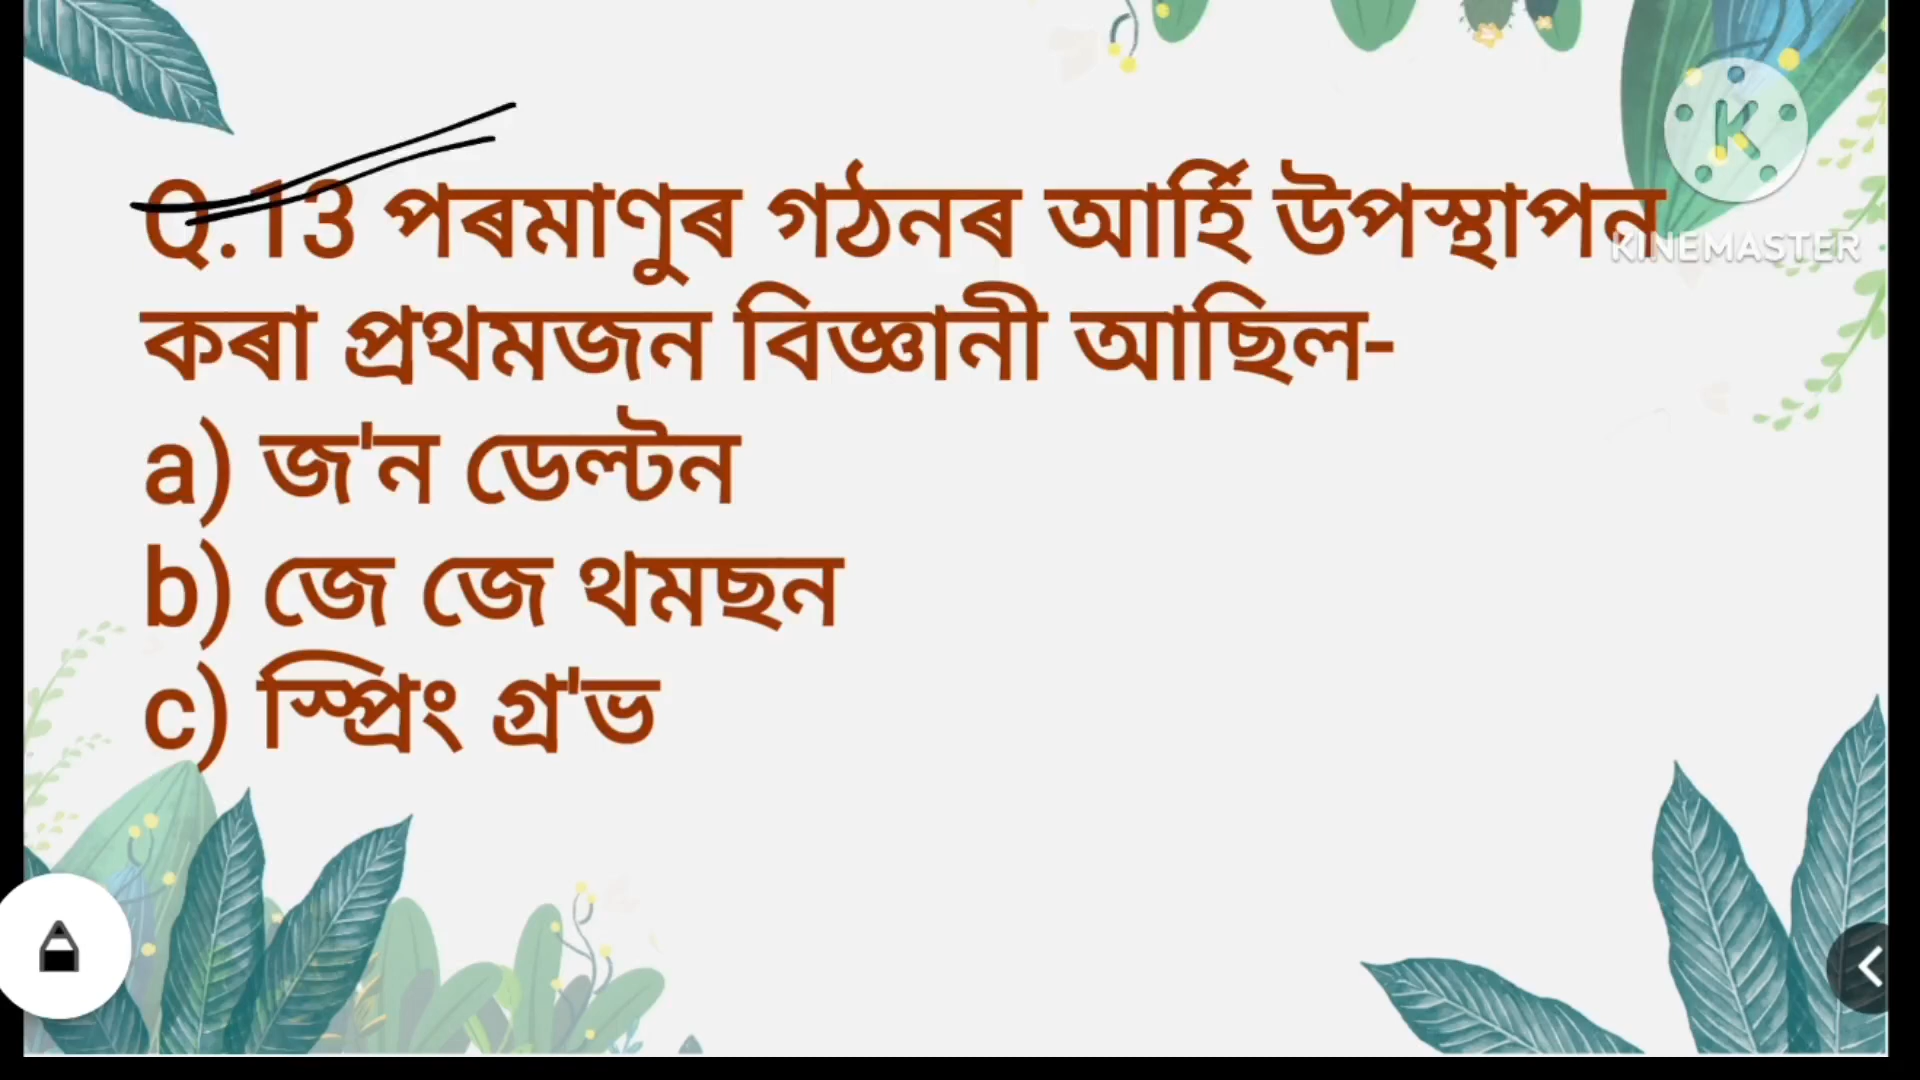 Q.13 পৰমাণুৰ গঠনৰ আৰ্হি উপস্থাপন
কৰা প্ৰথমজন বিজ্ঞানী আছিল-
a) জ'ন ডেল্টন
b) জে জে থমছন
c) স্প্ৰিং গ্ৰ'ভ
K
KINEMASTER